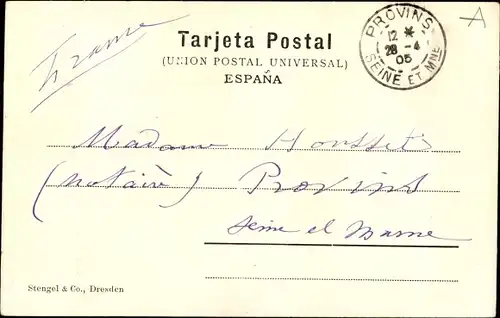 France
Tarjeta Postal
(UNION POSTAL UNIVERSAL)
ESPAÑA
PROVINS
12 *
28 - 4
05
SEINE ET MNE
A
Madame
(notaire) Provins
Seine et Marne
Stengel & Co., Dresden